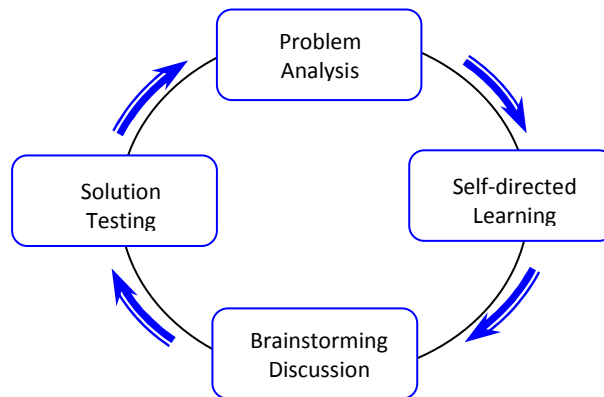 Problem
Analysis
Self-directed
Learning
Brainstorming
Discussion
Solution
Testing